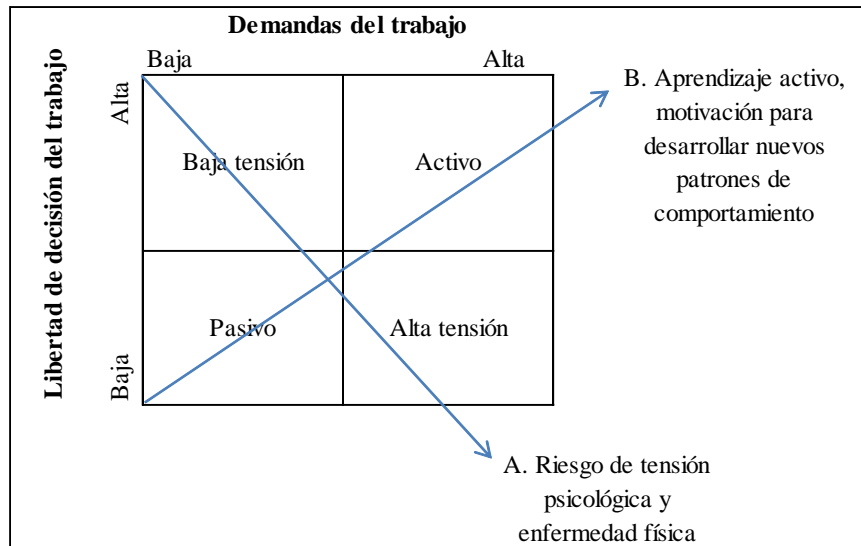 Demandas del trabajo
Baja
Alta
Libertad de decisión del trabajo
Alta
Baja
Baja tensión
Activo
Pasivo
Alta tensión
B. Aprendizaje activo,
motivación para
desarrollar nuevos
patrones de
comportamiento
A. Riesgo de tensión
psicológica y
enfermedad física